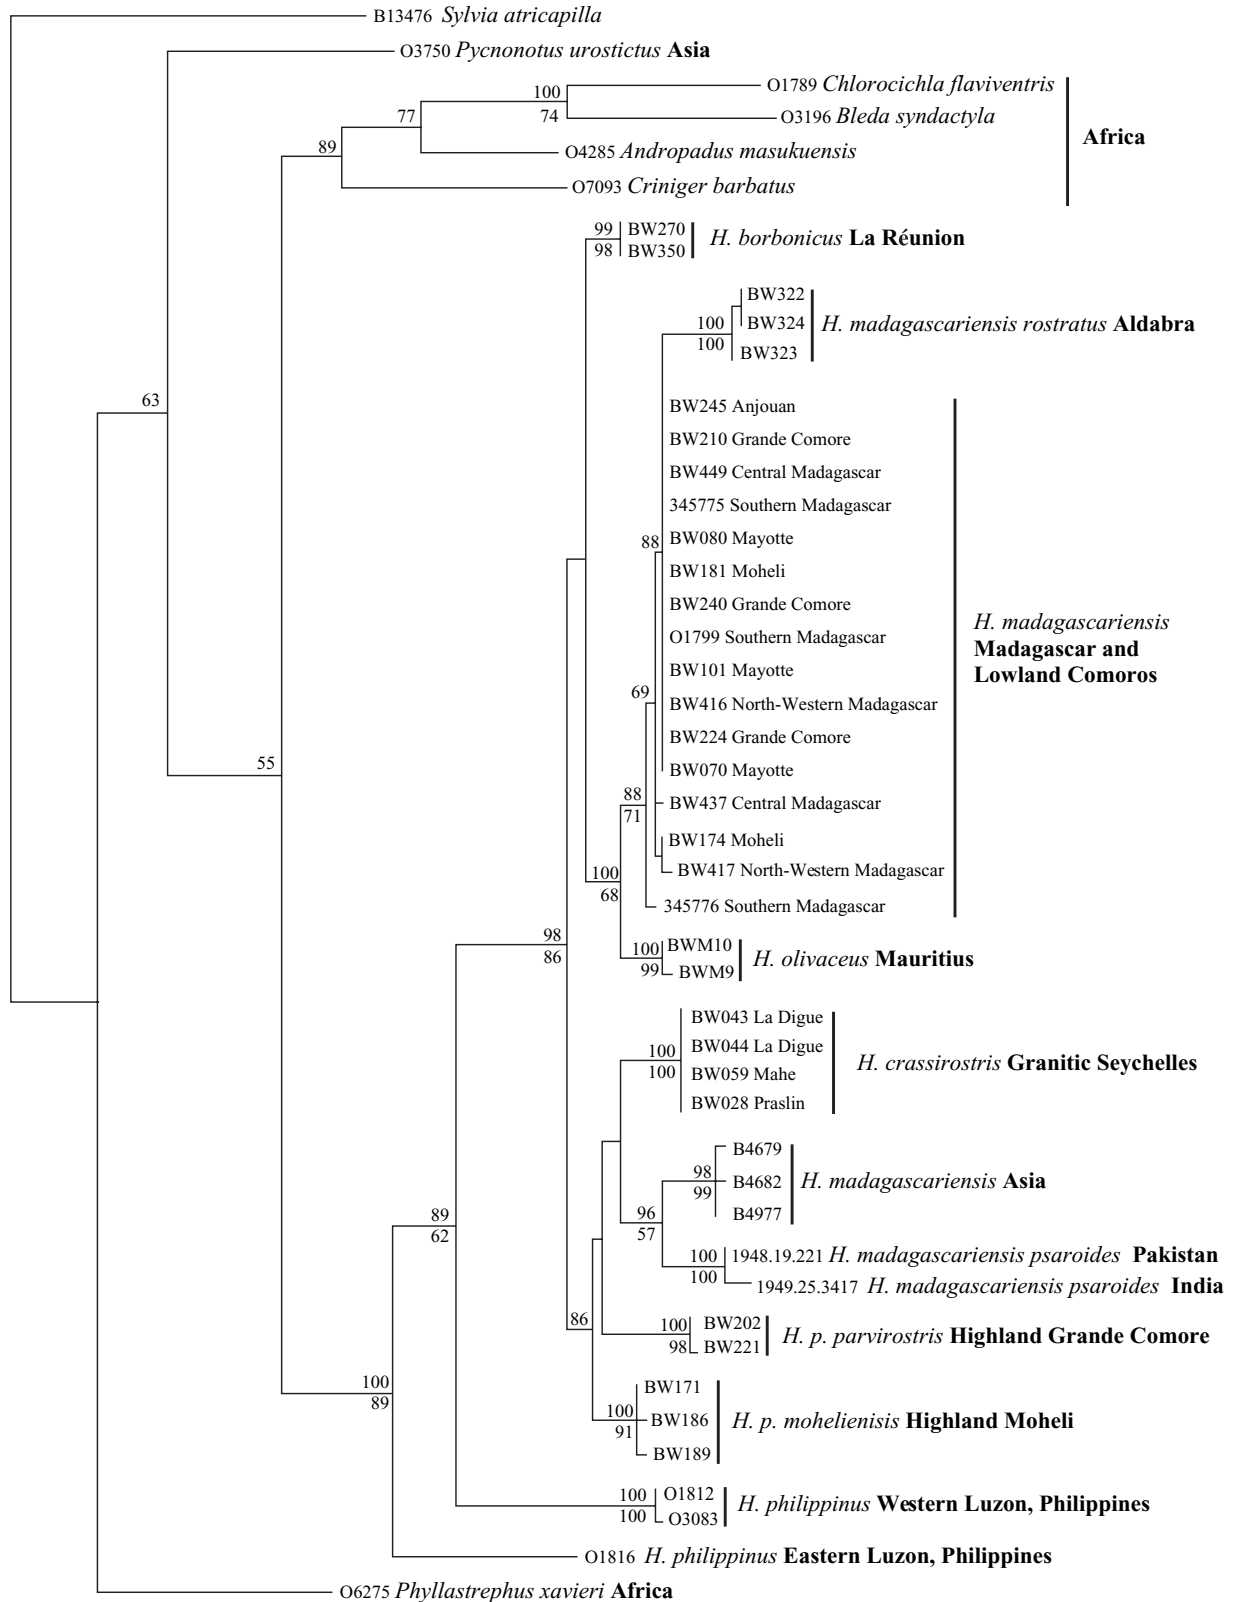 B13476 Sylvia atricapilla
O3750 Pycnonotus urostictus Asia
O1789 Chlorocichla flaviventris
100
74
O3196 Bleda syndactyla
77
Africa
O4285 Andropadus masukuensis
89
O7093 Criniger barbatus
99
98
BW270
BW350
H. borbonicus La Réunion
BW322
BW324
BW323
100
100
H. madagascariensis rostratus Aldabra
63
BW245 Anjouan
BW210 Grande Comore
BW449 Central Madagascar
345775 Southern Madagascar
88
BW080 Mayotte
BW181 Moheli
BW240 Grande Comore
O1799 Southern Madagascar
BW101 Mayotte
69
BW416 North-Western Madagascar
BW224 Grande Comore
BW070 Mayotte
88
71
BW437 Central Madagascar
BW174 Moheli
BW417 North-Western Madagascar
345776 Southern Madagascar
H. madagascariensis
Madagascar and
Lowland Comoros
55
100
68
98
86
100
99
BWM10
BWM9
H. olivaceus Mauritius
BW043 La Digue
BW044 La Digue
BW059 Mahe
BW028 Praslin
100
100
H. crassirostris Granitic Seychelles
B4679
B4682
B4977
98
99
H. madagascariensis Asia
96
57
89
62
100
100
1948.19.221 H. madagascariensis psaroides Pakistan
1949.25.3417 H. madagascariensis psaroides India
86
100
98
BW202
BW221
H. p. parvirostris Highland Grande Comore
100
89
BW171
BW186
BW189
100
91
H. p. mohelienisis Highland Moheli
100
100
O1812
O3083
H. philippinus Western Luzon, Philippines
O1816 H. philippinus Eastern Luzon, Philippines
O6275 Phyllastrephus xavieri Africa